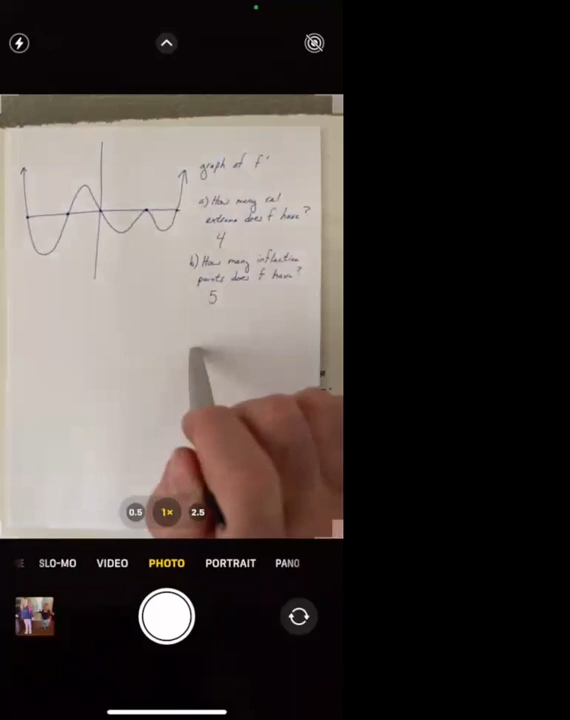 graph of f'
a) How many rel
extrema does f have?
4
b) How many inflection
points does f have?
5
0.5 1× 2.5
SLO-MO VIDEO PHOTO PORTRAIT PANO